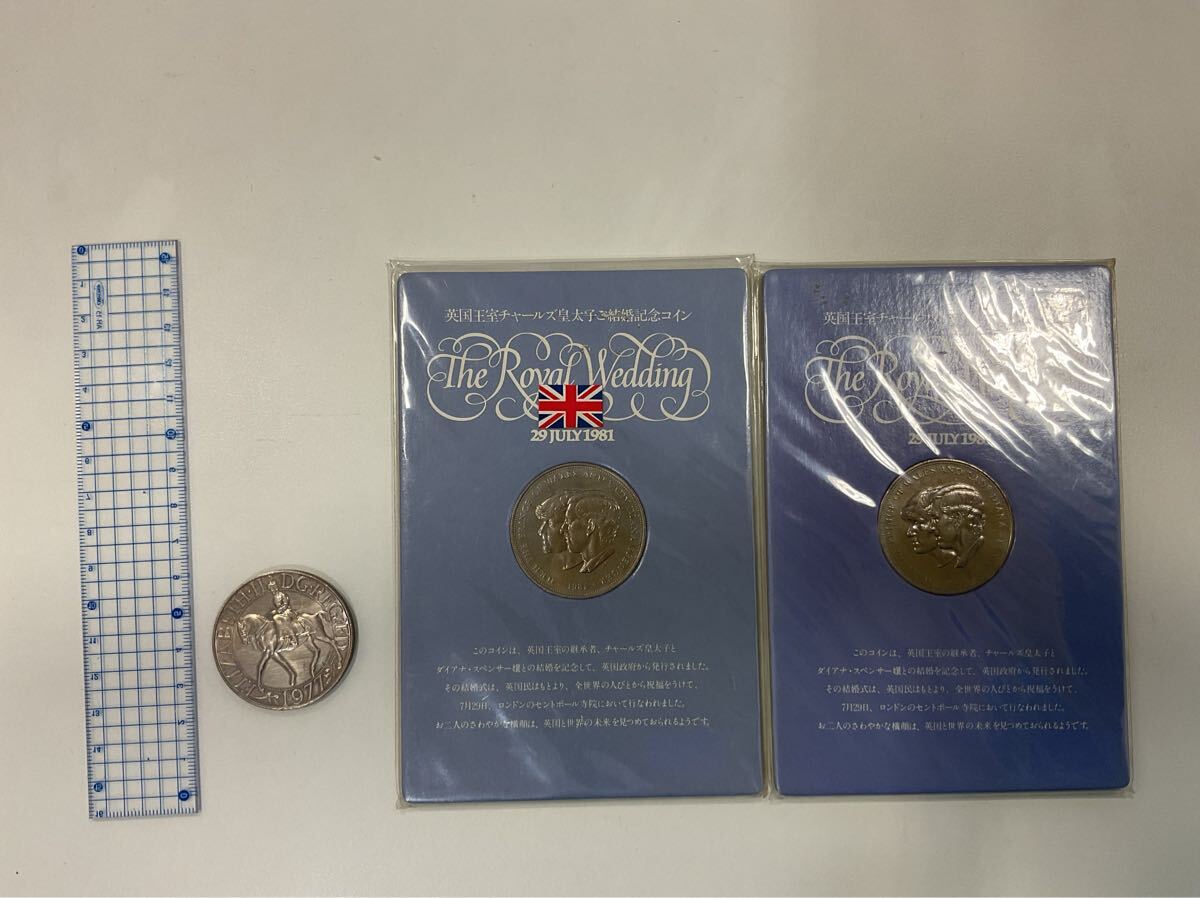 英国王室チャールズ皇太子ご結婚記念コイン
The Royal Wedding
29 JULY 1981
1981
このコインは、英国王室の継承者、チャールズ皇太子と
ダイアナ・スペンサー嬢との結婚を記念して、英国政府から発行されました。
その結婚式は、英国民はもとより、全世界の人びとから祝福をうけて、
7月29日、ロンドンのセントポール寺院において行なわれました。
お二人のさわやかな横顔は、英国と世界の未来を見つめておられるようです。
英国王室チャール
The Roy
29 JULY 198
PRINCE OF WALES AND
このコインは、英国王室の継承者、チャールズ皇太子と
ダイアナ・スペンサー嬢との結婚を記念して、英国政府から発行されました。
その結婚式は、英国民はもとより、全世界の人びとから祝福をうけて、
7月29日、ロンドンのセントポール寺院において行なわれました。
お二人のさわやかな横顔は、英国と世界の未来を見つめておられるようです。
ELIZABETH·II D·G·REG F·D
1977